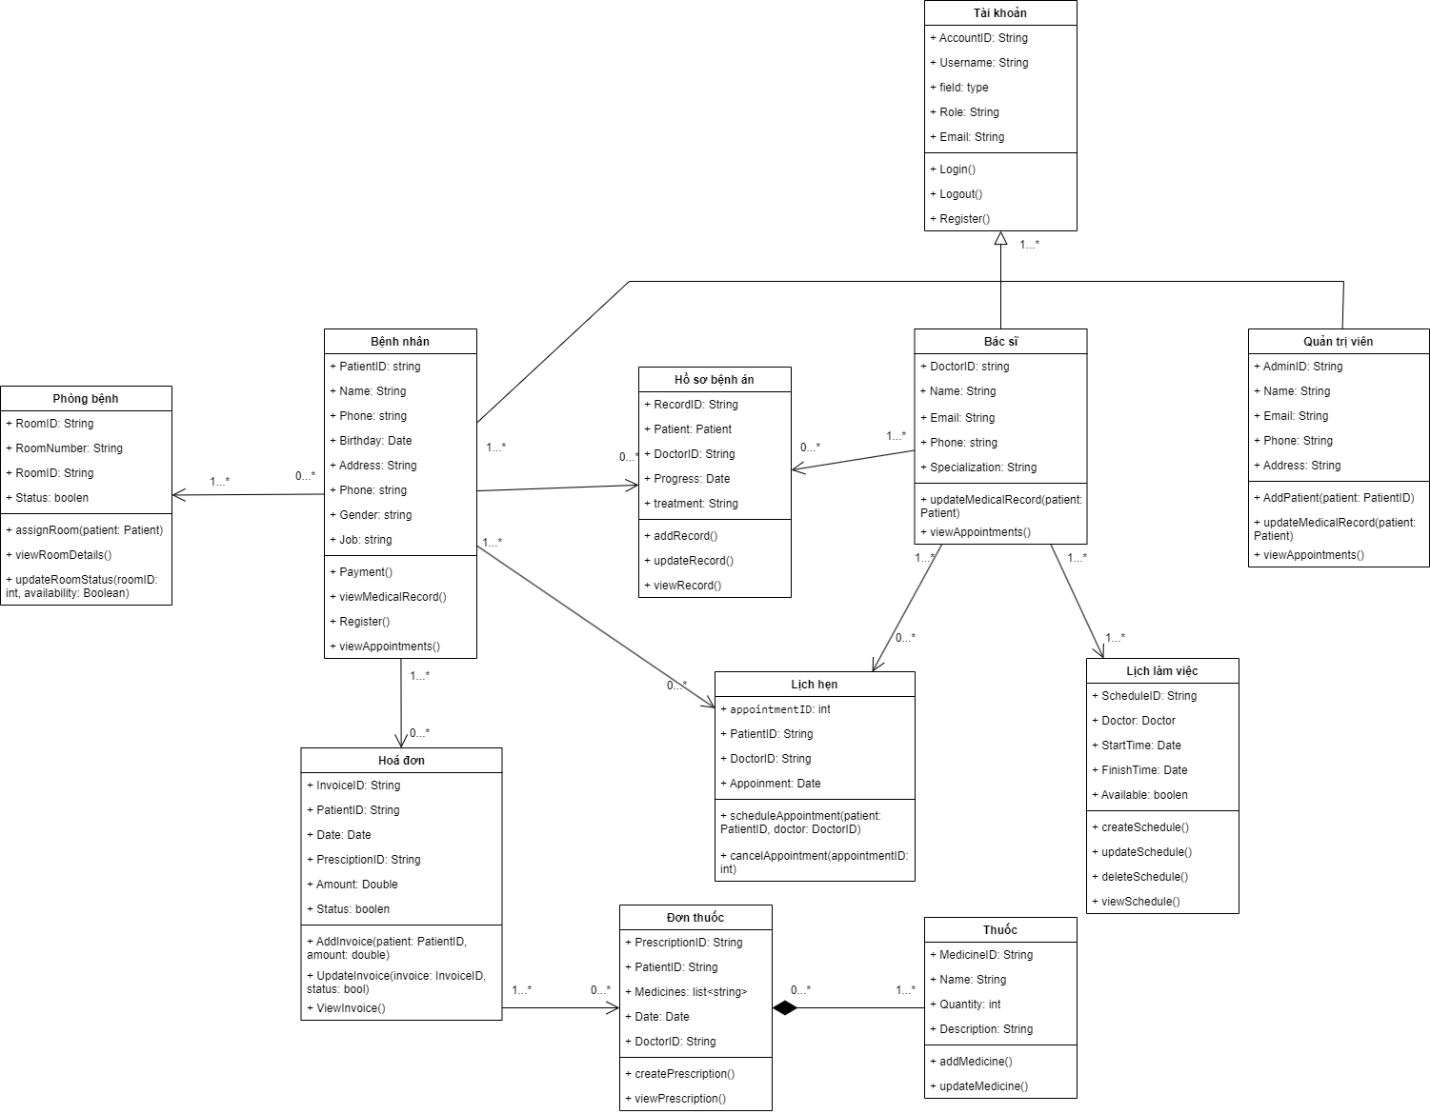 Tài khoản
+ AccountID: String
+ Username: String
+ field: type
+ Role: String
+ Email: String
+ Login()
+ Logout()
+ Register()
1...*
Bệnh nhân
+ PatientID: string
+ Name: String
+ Phone: string
+ Birthday: Date
+ Address: String
+ Phone: string
+ Gender: string
+ Job: string
+ Payment()
+ viewMedicalRecord()
+ Register()
+ viewAppointments()
Bác sĩ
+ DoctorID: string
+ Name: String
+ Email: String
+ Phone: string
+ Specialization: String
+ updateMedicalRecord(patient:
Patient)
+ viewAppointments()
Quản trị viên
+ AdminID: String
+ Name: String
+ Email: String
+ Phone: String
+ Address: String
+ AddPatient(patient: PatientID)
+ updateMedicalRecord(patient:
Patient)
+ viewAppointments()
Phòng bệnh
+ RoomID: String
+ RoomNumber: String
+ RoomID: String
+ Status: boolen
+ assignRoom(patient: Patient)
+ viewRoomDetails()
+ updateRoomStatus(roomID:
int, availability: Boolean)
1...*
0...*
Hồ sơ bệnh án
+ RecordID: String
+ Patient: Patient
+ DoctorID: String
+ Progress: Date
+ treatment: String
+ addRecord()
+ updateRecord()
+ viewRecord()
1...*
0...*
0...*
1...*
1...*
0...*
1...*
0...*
1...*
1...*
Lịch hẹn
+ appointmentID: int
+ PatientID: String
+ DoctorID: String
+ Appoinment: Date
+ scheduleAppointment(patient:
PatientID, doctor: DoctorID)
+ cancelAppointment(appointmentID:
int)
Lịch làm việc
+ ScheduleID: String
+ Doctor: Doctor
+ StartTime: Date
+ FinishTime: Date
+ Available: boolen
+ createSchedule()
+ updateSchedule()
+ deleteSchedule()
+ viewSchedule()
1...*
0...*
Hoá đơn
+ InvoiceID: String
+ PatientID: String
+ Date: Date
+ PresciptionID: String
+ Amount: Double
+ Status: boolen
+ AddInvoice(patient: PatientID,
amount: double)
+ UpdateInvoice(invoice: InvoiceID,
status: bool)
+ ViewInvoice()
1...*
0...*
Đơn thuốc
+ PrescriptionID: String
+ PatientID: String
+ Medicines: list<string>
+ Date: Date
+ DoctorID: String
+ createPrescription()
+ viewPrescription()
0...*
1...*
Thuốc
+ MedicineID: String
+ Name: String
+ Quantity: int
+ Description: String
+ addMedicine()
+ updateMedicine()